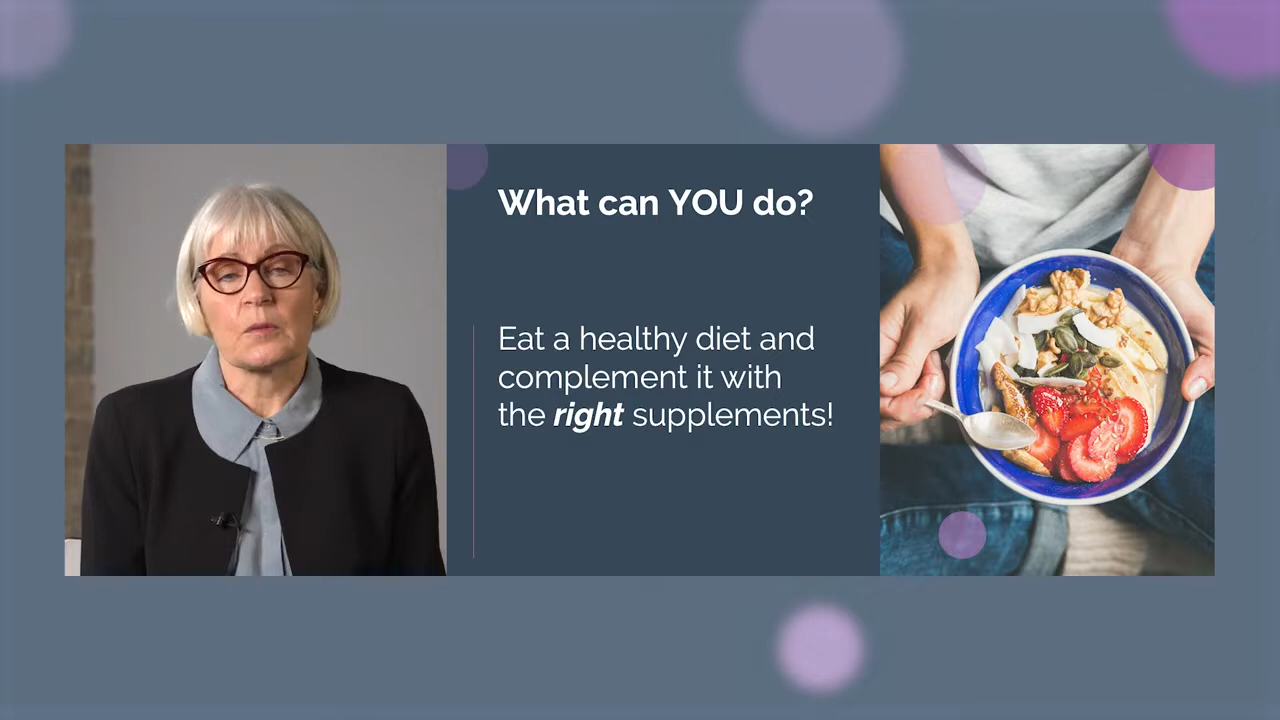 What can YOU do?
Eat a healthy diet and
complement it with
the right supplements!